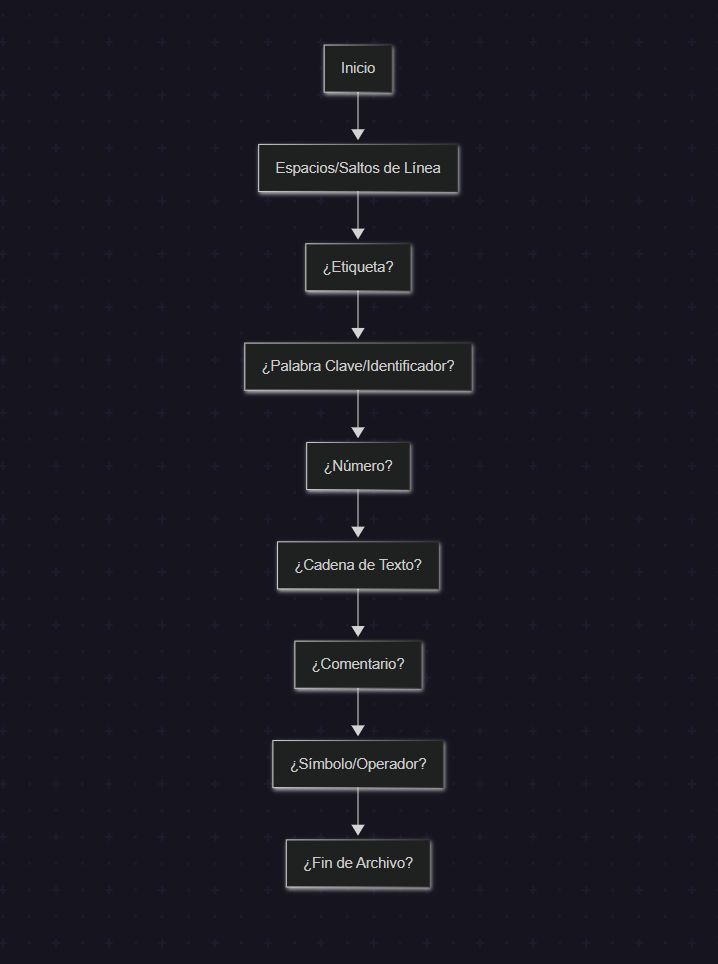 Inicio
Espacios/Saltos de Línea
¿Etiqueta?
¿Palabra Clave/Identificador?
¿Número?
¿Cadena de Texto?
¿Comentario?
¿Símbolo/Operador?
¿Fin de Archivo?